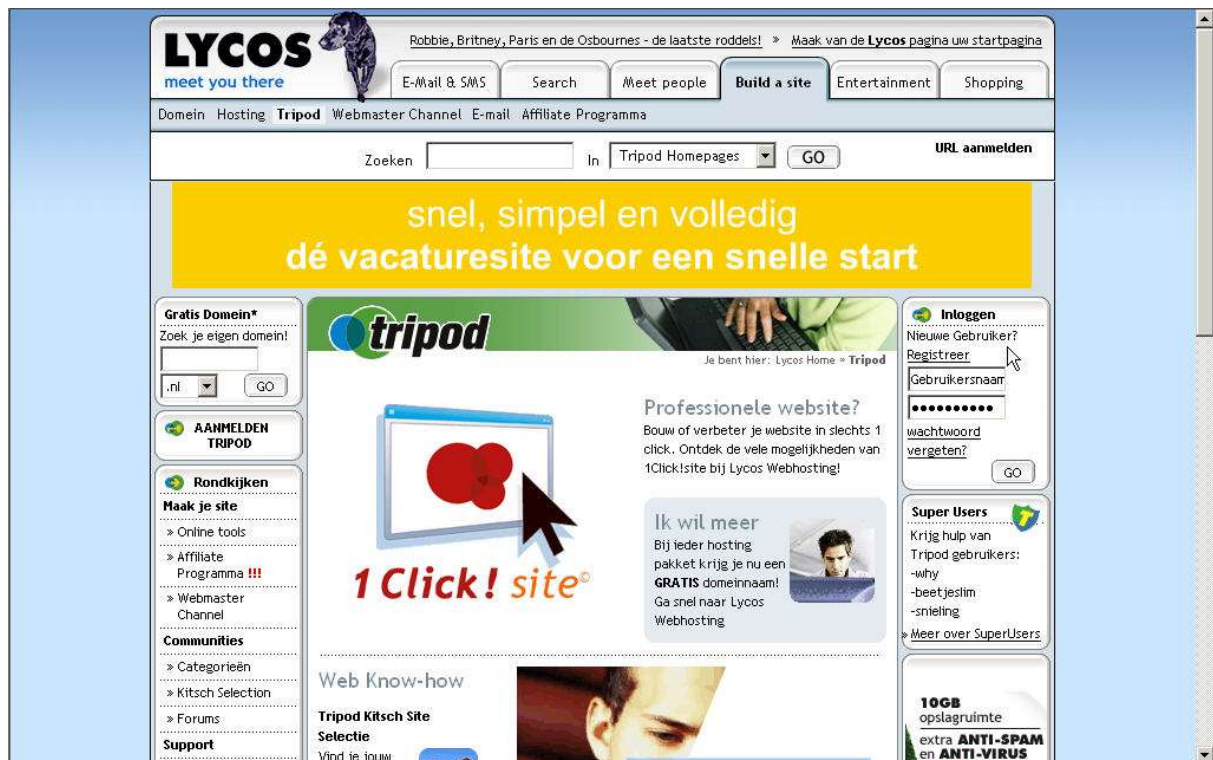 LYCOS
meet you there
Robbie, Britney, Paris en de Osbournes - de laatste roddels! » Maak van de Lycos pagina uw startpagina
E-Mail & SMS Search Meet people Build a site Entertainment Shopping
Domein Hosting Tripod Webmaster Channel E-mail Affiliate Programma
Zoeken In Tripod Homepages GO URL aanmelden
snel, simpel en volledig
dé vacaturesite voor een snelle start
Gratis Domein*
Zoek je eigen domein!
.nl GO
AANMELDEN
TRIPOD
Rondkijken
Maak je site
» Online tools
» Affiliate
Programma !!!
» Webmaster
Channel
Communities
» Categorieën
» Kitsch Selection
» Forums
Support
tripod
Je bent hier: Lycos Home » Tripod
1 Click! site©
Professionele website?
Bouw of verbeter je website in slechts 1
click. Ontdek de vele mogelijkheden van
1Click!site bij Lycos Webhosting!
Ik wil meer
Bij ieder hosting
pakket krijg je nu een
GRATIS domeinnaam!
Ga snel naar Lycos
Webhosting
Web Know-how
Tripod Kitsch Site
Selectie
Vind je jouw
Inloggen
Nieuwe Gebruiker?
Registreer
Gebruikersnaam
wachtwoord
vergeten?
GO
Super Users
Krijg hulp van
Tripod gebruikers:
-why
-beetjeslim
-snieling
» Meer over SuperUsers
10GB
opslagruimte
extra ANTI-SPAM
en ANTI-VIRUS